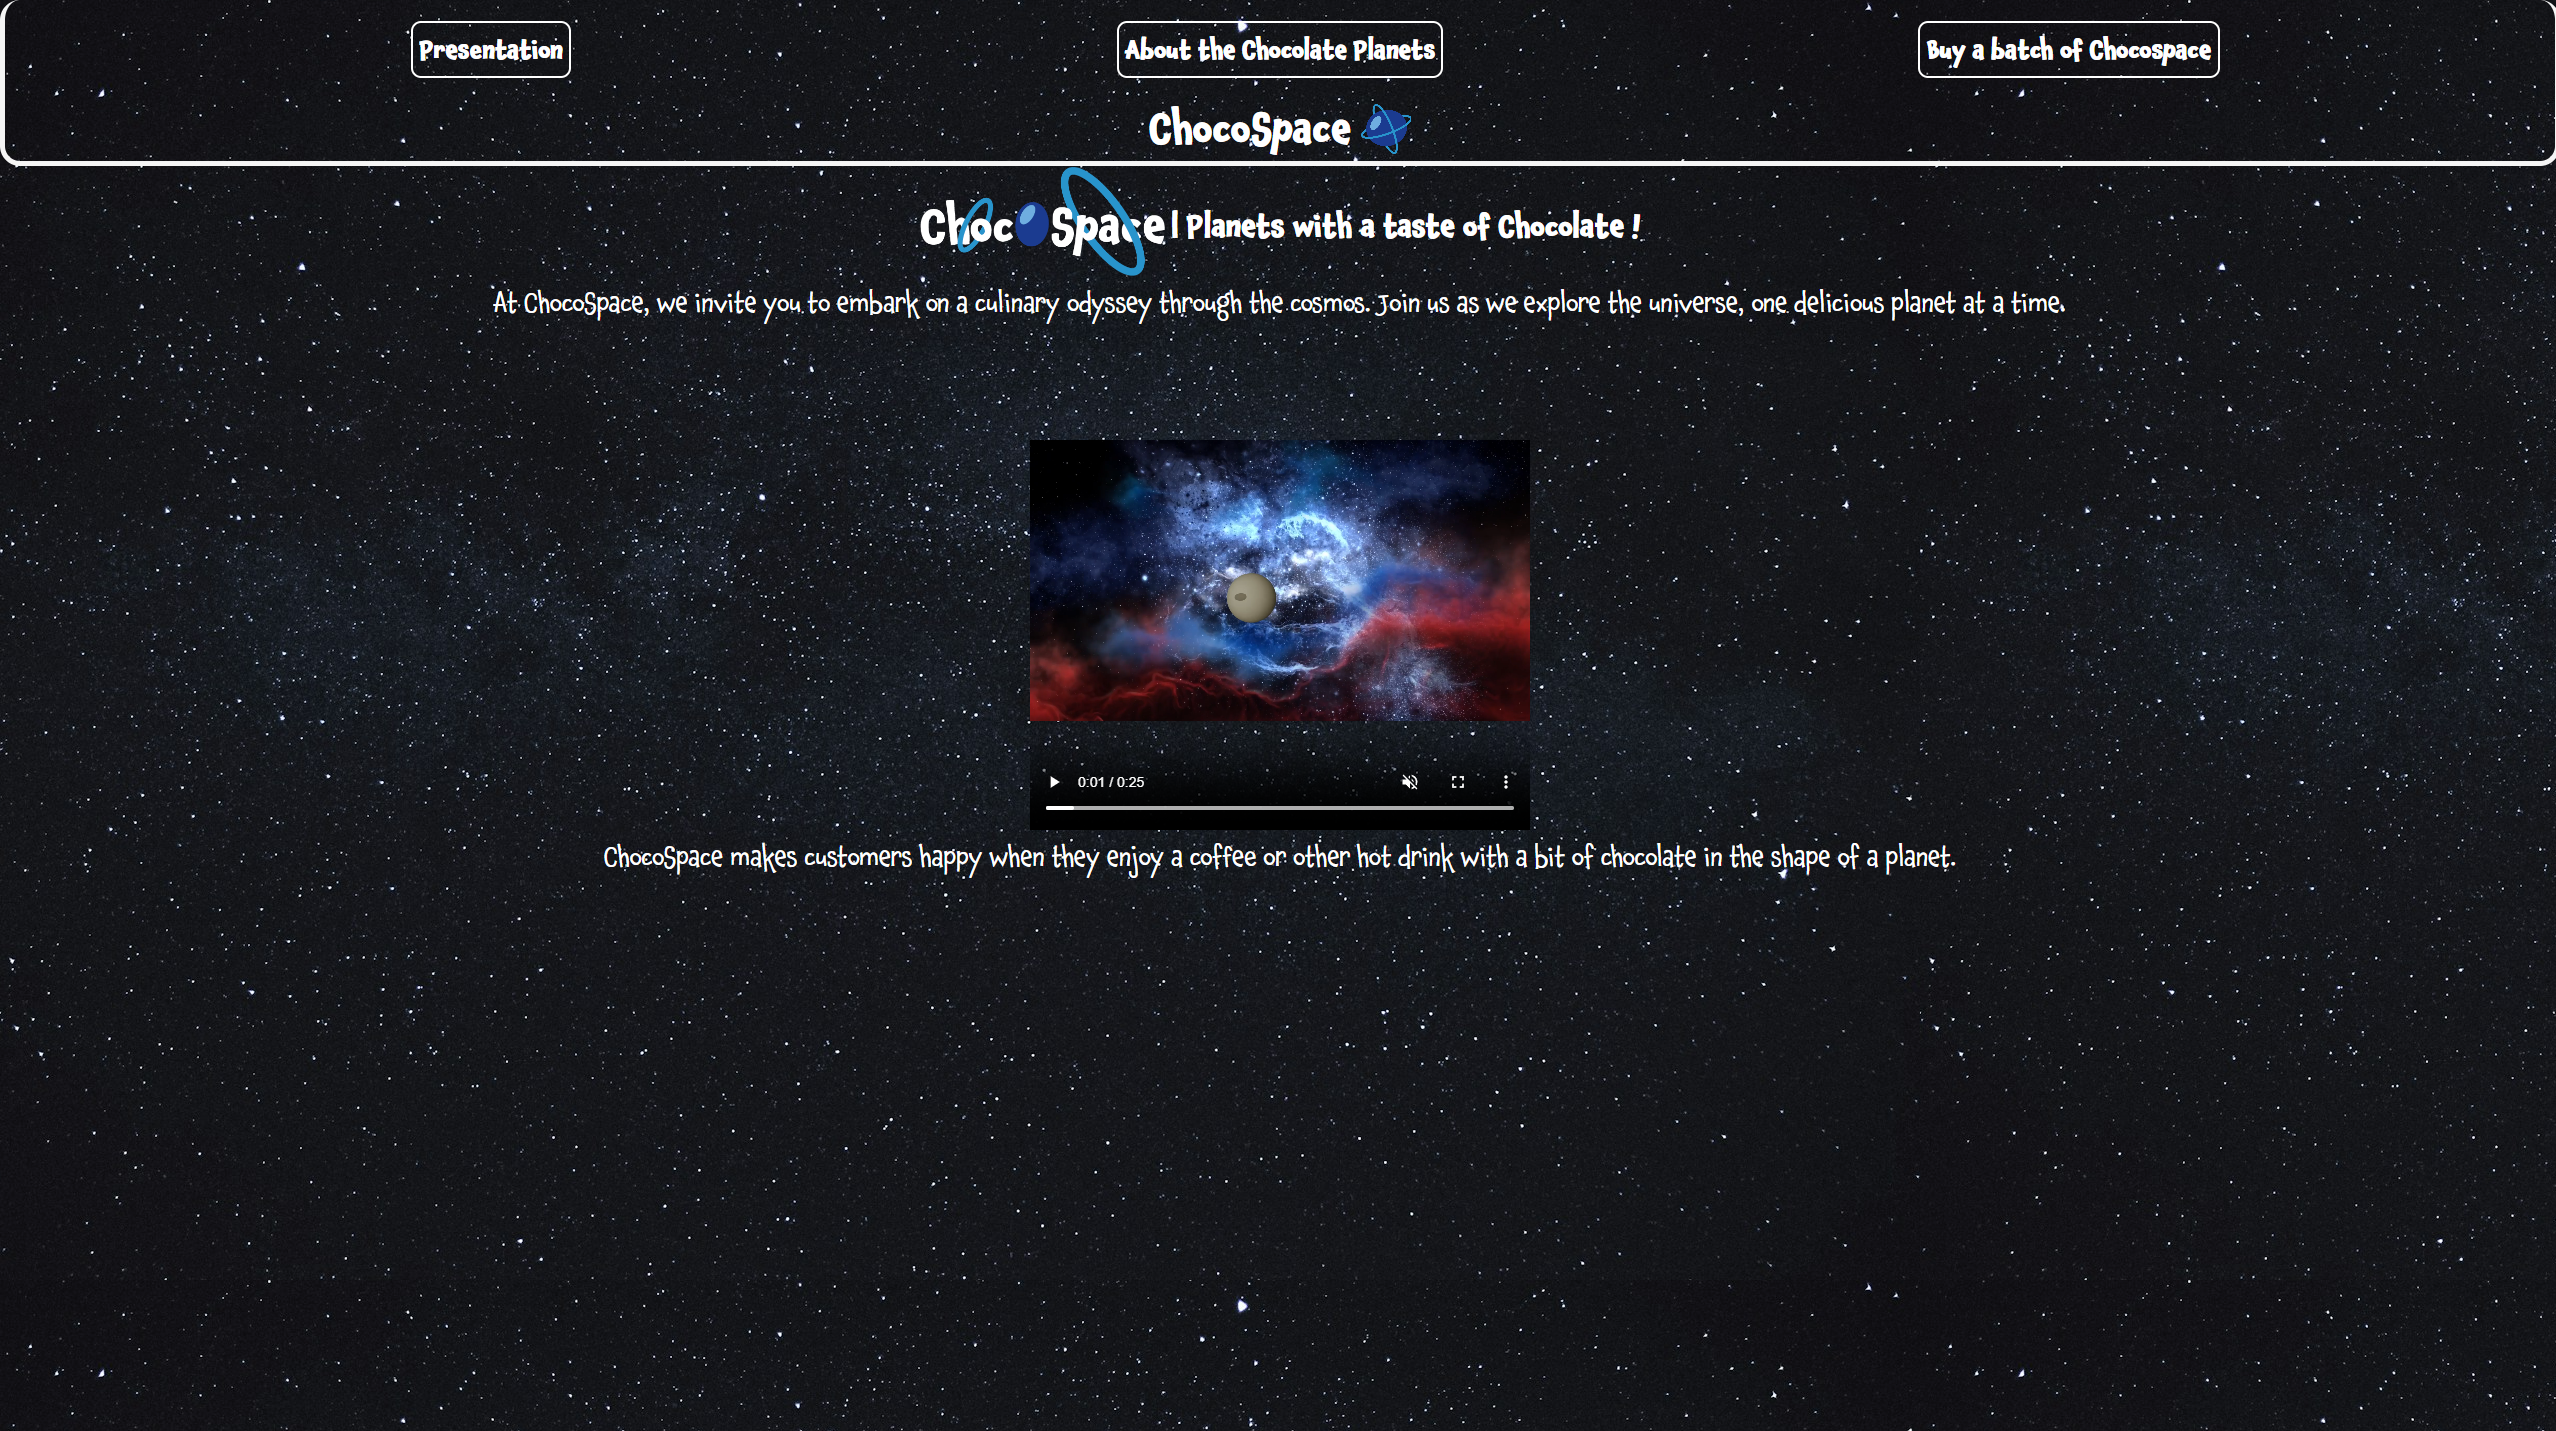 Presentation
About the Chocolate Planets
Buy a batch of Chocospace
ChocoSpace
ChocoSpace | Planets with a taste of Chocolate !
At ChocoSpace, we invite you to embark on a culinary odyssey through the cosmos. Join us as we explore the universe, one delicious planet at a time.
0:01 / 0:25
ChocoSpace makes customers happy when they enjoy a coffee or other hot drink with a bit of chocolate in the shape of a planet.